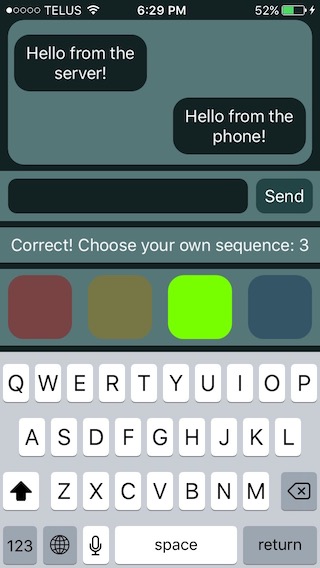 TELUS 6:29 PM 52%
Hello from the
server!
Hello from the
phone!
Send
Correct! Choose your own sequence: 3
Q W E R T Y U I O P
A S D F G H J K L
Z X C V B N M
123 space return